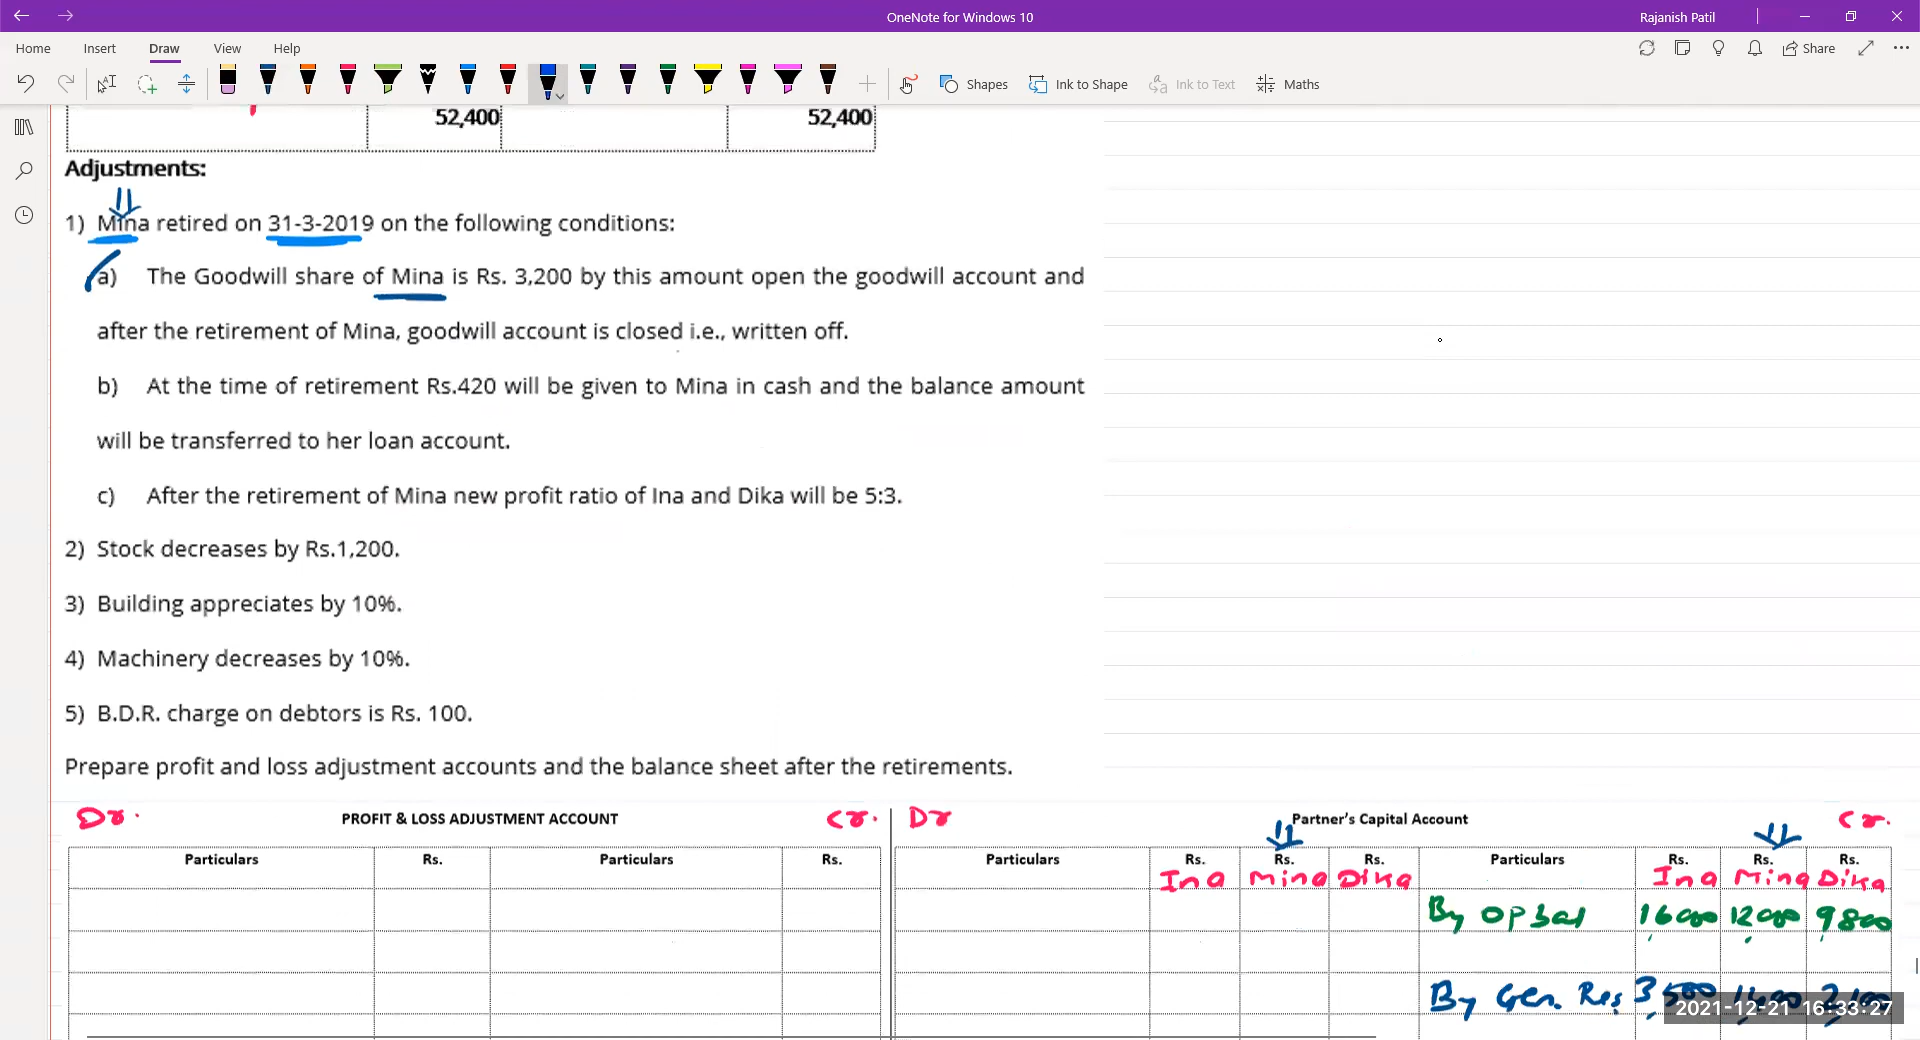 OneNote for Windows 10
Rajanish Patil
Home Insert Draw View Help
Share
Shapes Ink to Shape Ink to Text Maths
52,400 52,400
Adjustments:
1) Mina retired on 31-3-2019 on the following conditions:
a) The Goodwill share of Mina is Rs. 3,200 by this amount open the goodwill account and
after the retirement of Mina, goodwill account is closed i.e., written off.
b) At the time of retirement Rs.420 will be given to Mina in cash and the balance amount
will be transferred to her loan account.
c) After the retirement of Mina new profit ratio of Ina and Dika will be 5:3.
2) Stock decreases by Rs.1,200.
3) Building appreciates by 10%.
4) Machinery decreases by 10%.
5) B.D.R. charge on debtors is Rs. 100.
Prepare profit and loss adjustment accounts and the balance sheet after the retirements.
Dr. PROFIT & LOSS ADJUSTMENT ACCOUNT Cr. Dr Partner's Capital Account Cr.
Particulars Rs. Particulars Rs. Particulars Rs. Rs. Rs. Particulars Rs. Rs. Rs.
Ina Mina Dika Ina Mina Dika
By Op bal 16000 12000 9800
By Gen. Res 3500 1400 2100
2021-12-21 16:33:27